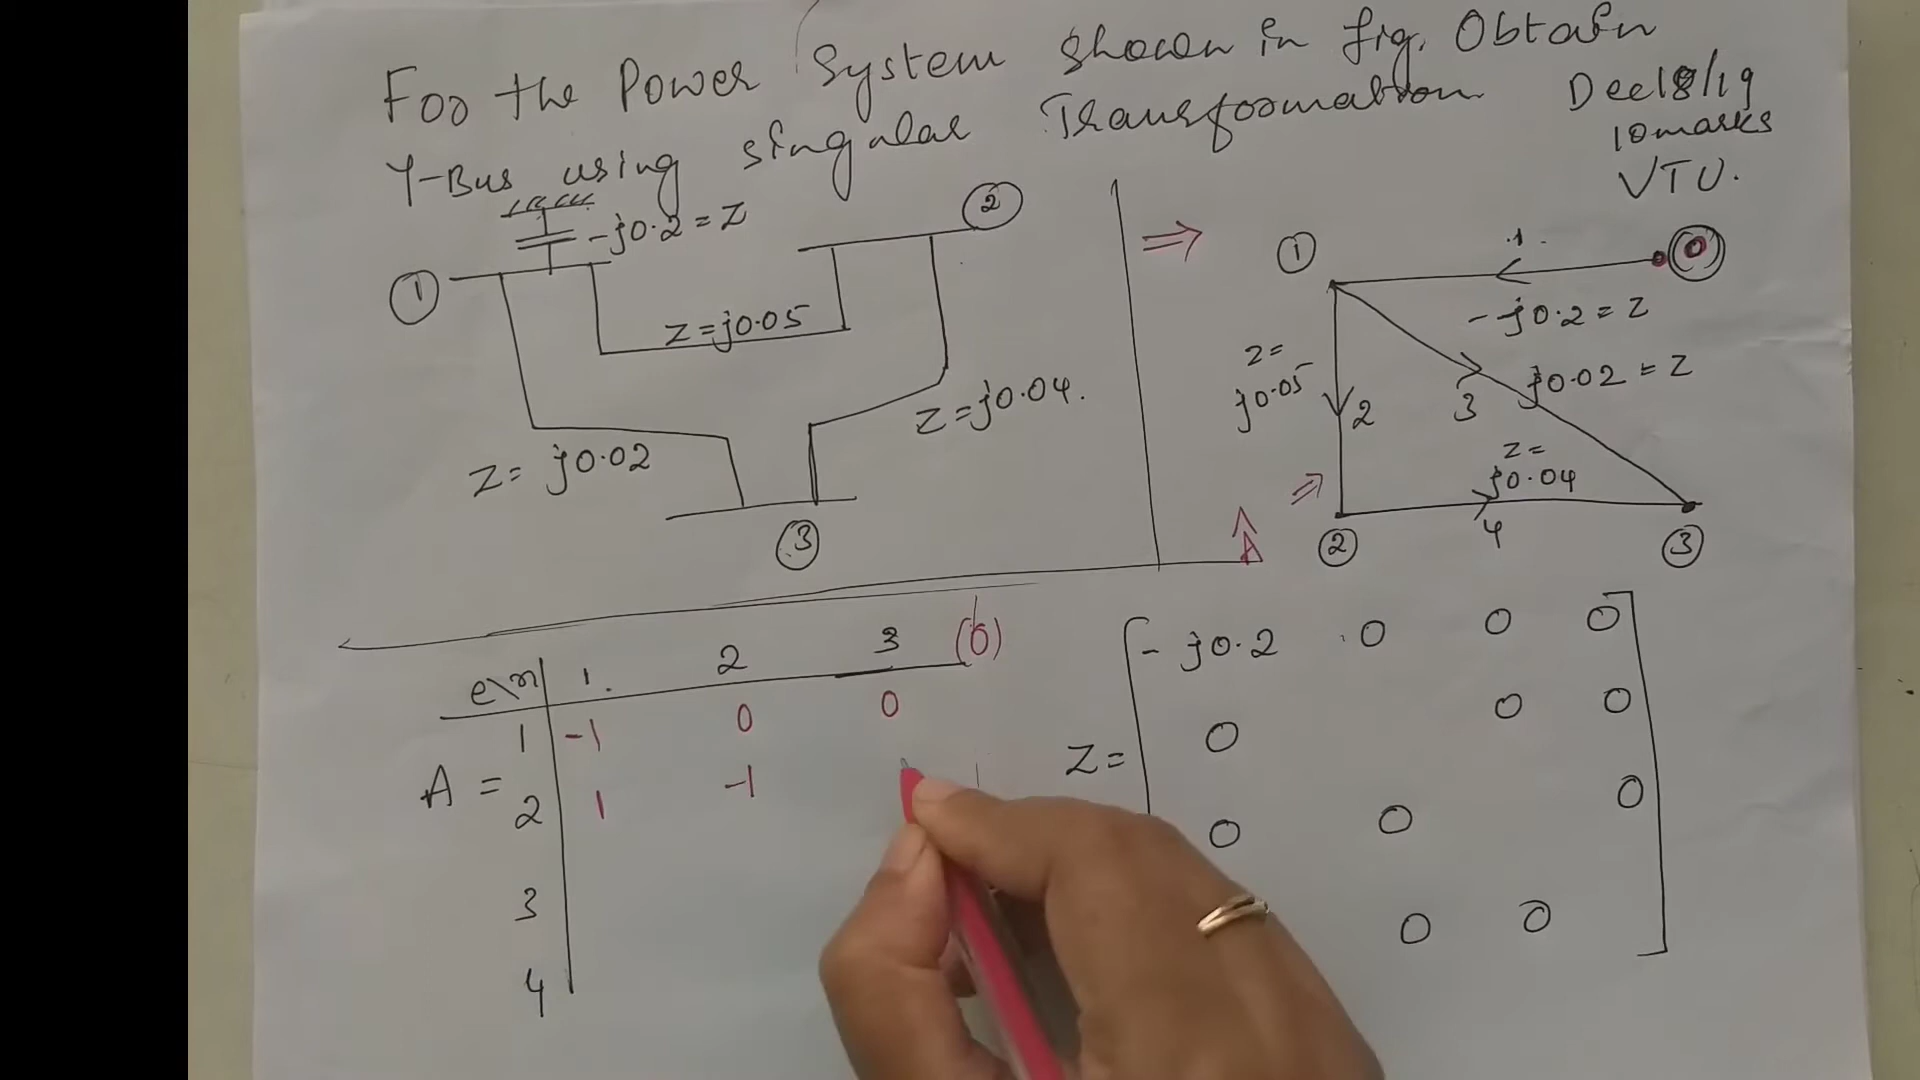 For the Power System shown in fig. Obtain
Y-Bus using singular Transformation
Dec18/19
10marks
VTU.
-j0.2 = Z
1
2
Z=j0.05
Z=j0.04.
Z= j0.02
3
⇒
1
1
0
-j0.2 = Z
Z=
j0.05
2
3
j0.02 = Z
Z=
j0.04
4
2
3
⇒
A
e\n 1. 2 3 (b)
1 -1 0 0
A = 2 1 -1
3
4
Z=
- j0.2 0 0 0
0 0 0
0 0 0
0 0